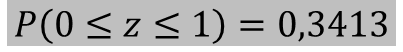 P(0 ≤ z ≤ 1) = 0,3413